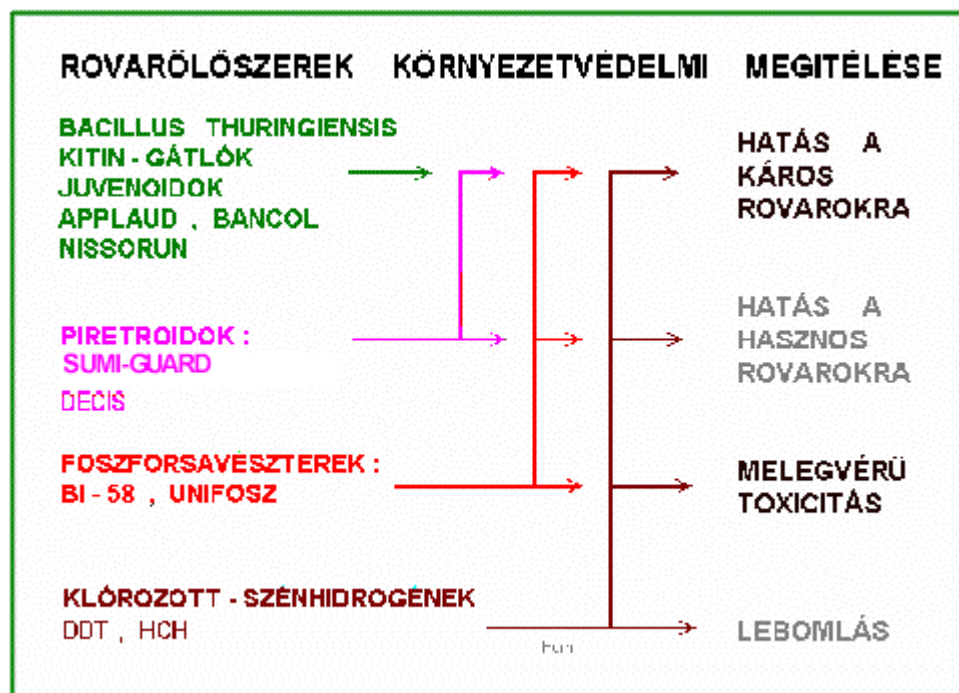 ROVARÖLŐSZEREK KÖRNYEZETVÉDELMI MEGITÉLÉSE
BACILLUS THURINGIENSIS
KITIN - GÁTLÓK
JUVENOIDOK
APPLAUD , BANCOL
NISSORUN
HATÁS A
KÁROS
ROVAROKRA
PIRETROIDOK :
SUMI-GUARD
DECIS
HATÁS A
HASZNOS
ROVAROKRA
FOSZFORSAVÉSZTEREK :
BI - 58 , UNIFOSZ
MELEGVÉRŰ
TOXICITÁS
KLÓROZOTT - SZÉNHIDROGÉNEK
DDT , HCH
LEBOMLÁS